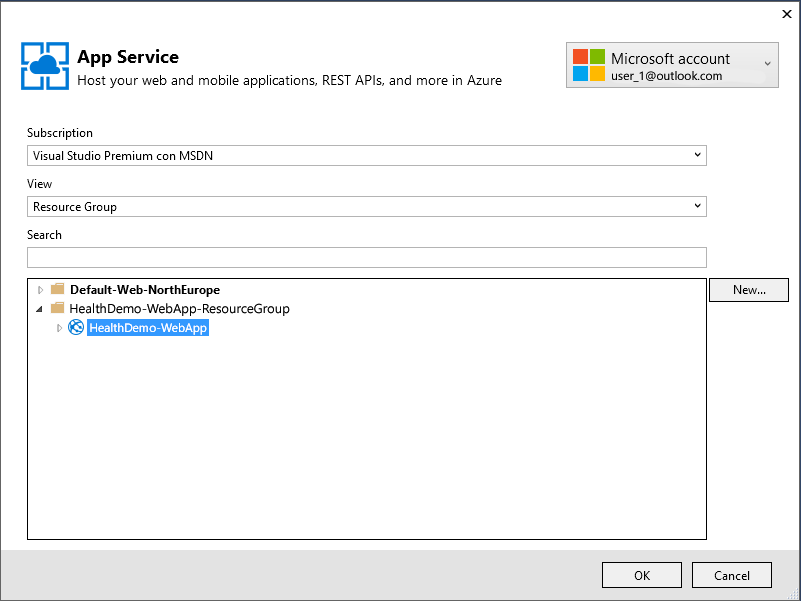 App Service
Host your web and mobile applications, REST APIs, and more in Azure
Microsoft account
user_1@outlook.com
Subscription
Visual Studio Premium con MSDN
View
Resource Group
Search
Default-Web-NorthEurope
HealthDemo-WebApp-ResourceGroup
HealthDemo-WebApp
New...
OK
Cancel